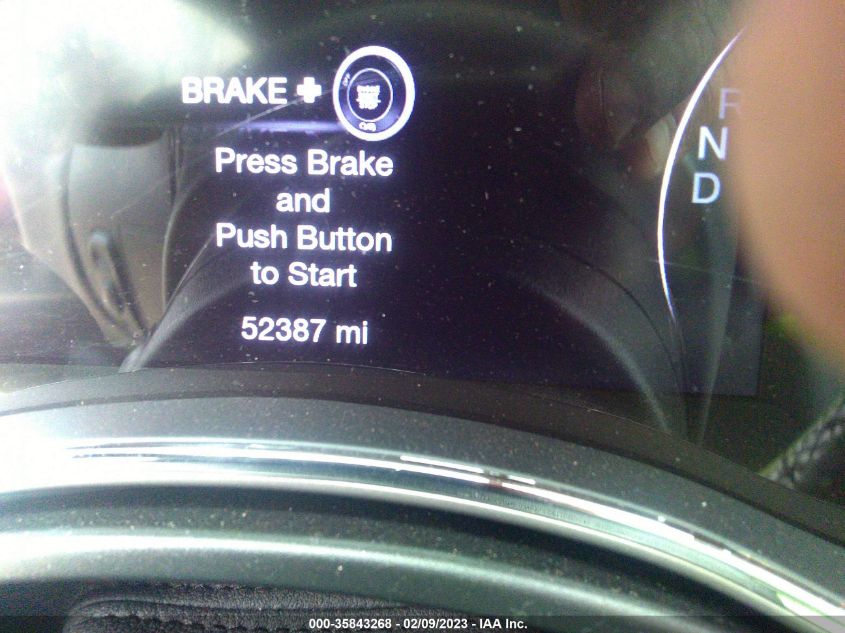 BRAKE +
Press Brake
and
Push Button
to Start
52387 mi
R
N
D
000-35843268 - 02/09/2023 - IAA Inc.